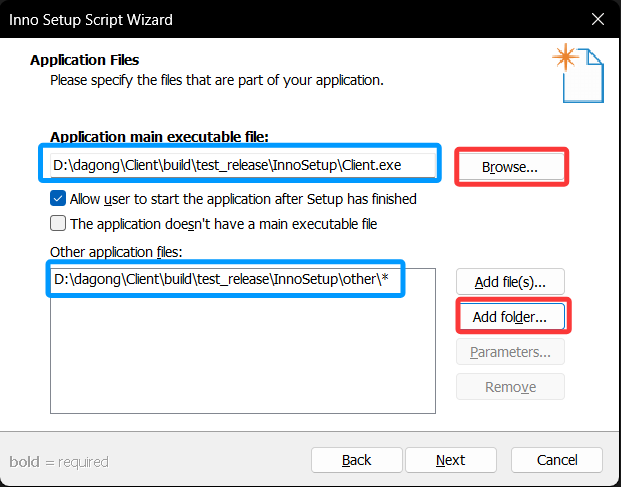 Inno Setup Script Wizard
Application Files
Please specify the files that are part of your application.
Application main executable file:
D:\dagong\Client\build\test_release\InnoSetup\Client.exe
Browse...
Allow user to start the application after Setup has finished
The application doesn't have a main executable file
Other application files:
D:\dagong\Client\build\test_release\InnoSetup\other\*
Add file(s)...
Add folder...
Parameters...
Remove
bold = required
Back
Next
Cancel